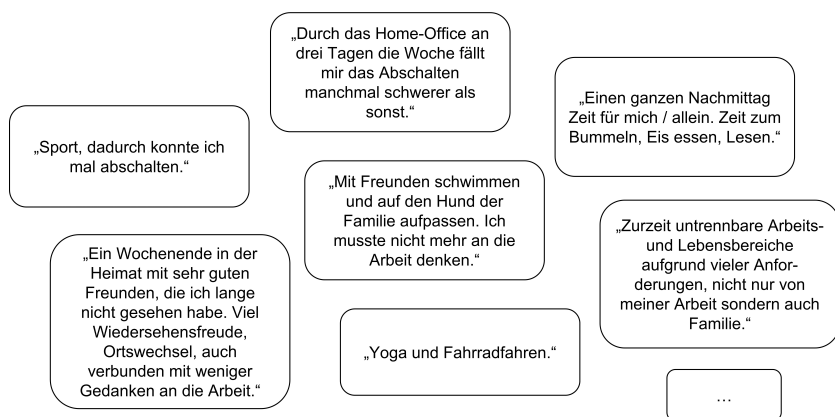 „Durch das Home-Office an
drei Tagen die Woche fällt
mir das Abschalten
manchmal schwerer als
sonst.“
„Einen ganzen Nachmittag
Zeit für mich / allein. Zeit zum
Bummeln, Eis essen, Lesen.“
„Sport, dadurch konnte ich
mal abschalten.“
„Mit Freunden schwimmen
und auf den Hund der
Familie aufpassen. Ich
musste nicht mehr an die
Arbeit denken.“
„Zurzeit untrennbare Arbeits-
und Lebensbereiche
aufgrund vieler Anfor-
derungen, nicht nur von
meiner Arbeit sondern auch
Familie.“
„Ein Wochenende in der
Heimat mit sehr guten
Freunden, die ich lange
nicht gesehen habe. Viel
Wiedersehensfreude,
Ortswechsel, auch
verbunden mit weniger
Gedanken an die Arbeit.“
„Yoga und Fahrradfahren.“
…